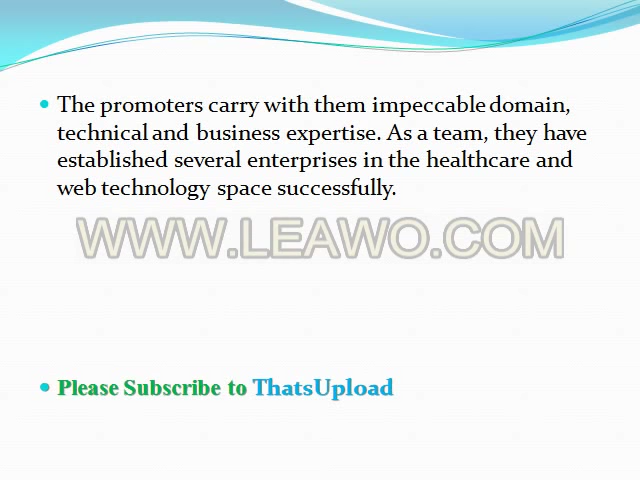 The promoters carry with them impeccable domain,
technical and business expertise. As a team, they have
established several enterprises in the healthcare and
web technology space successfully.
WWW.LEAWO.COM
Please Subscribe to ThatsUpload